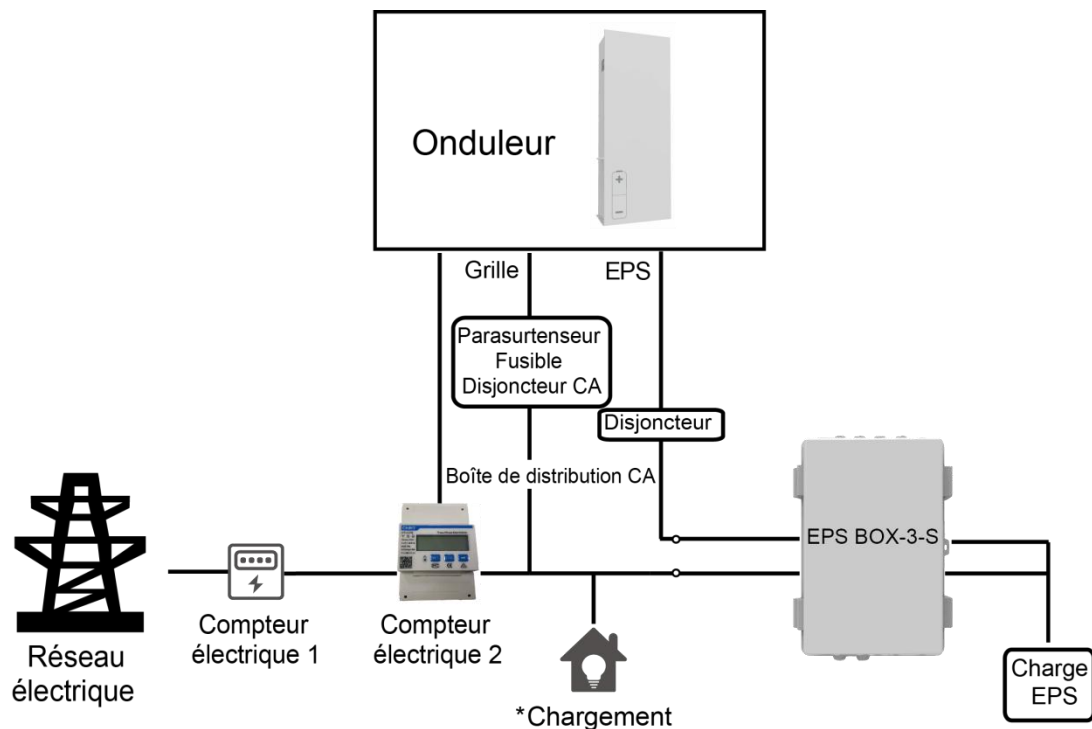 Onduleur
Grille
EPS
Parasurtenseur
Fusible
Disjoncteur CA
Disjoncteur
Boîte de distribution CA
EPS BOX-3-S
Compteur
électrique 1
Compteur
électrique 2
Réseau
électrique
*Chargement
Charge
EPS